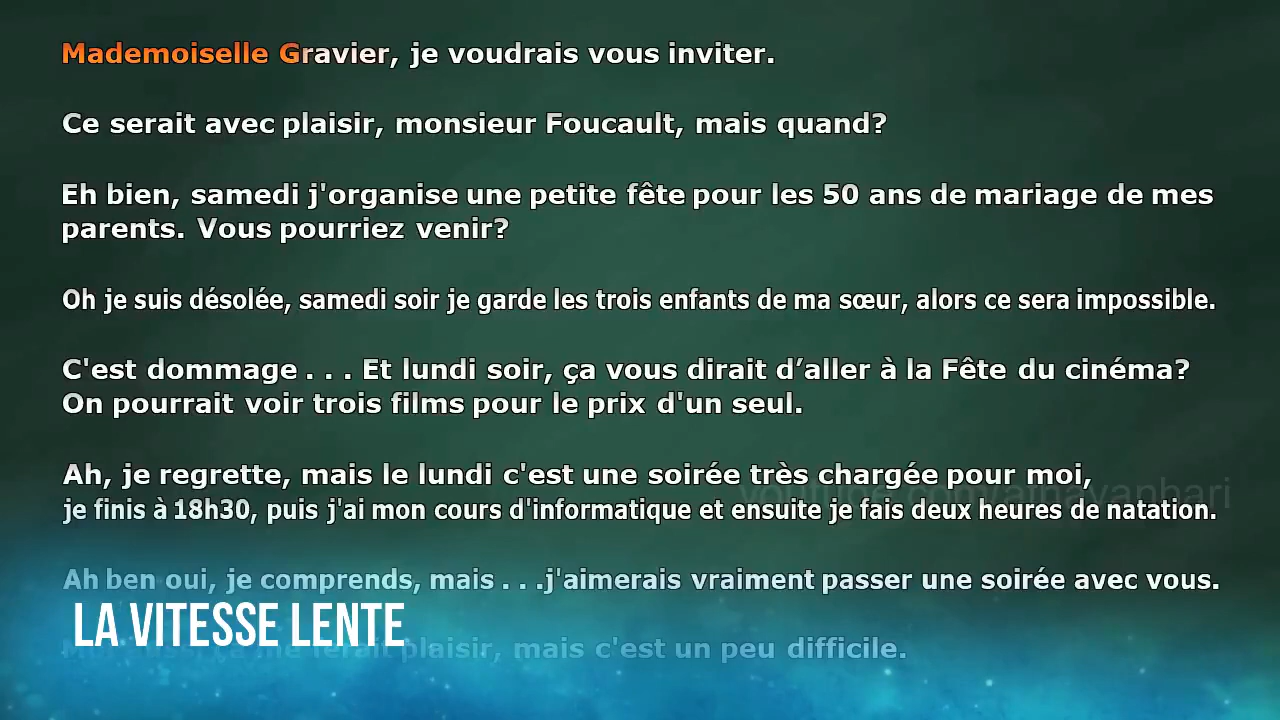 Mademoiselle Gravier, je voudrais vous inviter.
Ce serait avec plaisir, monsieur Foucault, mais quand?
Eh bien, samedi j'organise une petite fête pour les 50 ans de mariage de mes
parents. Vous pourriez venir?
Oh je suis désolée, samedi soir je garde les trois enfants de ma sœur, alors ce sera impossible.
C'est dommage . . . Et lundi soir, ça vous dirait d’aller à la Fête du cinéma?
On pourrait voir trois films pour le prix d'un seul.
Ah, je regrette, mais le lundi c'est une soirée très chargée pour moi,
je finis à 18h30, puis j'ai mon cours d'informatique et ensuite je fais deux heures de natation.
Ah ben oui, je comprends, mais . . .j'aimerais vraiment passer une soirée avec vous.
LA VITESSE LENTE
me ferait plaisir, mais c'est un peu difficile.